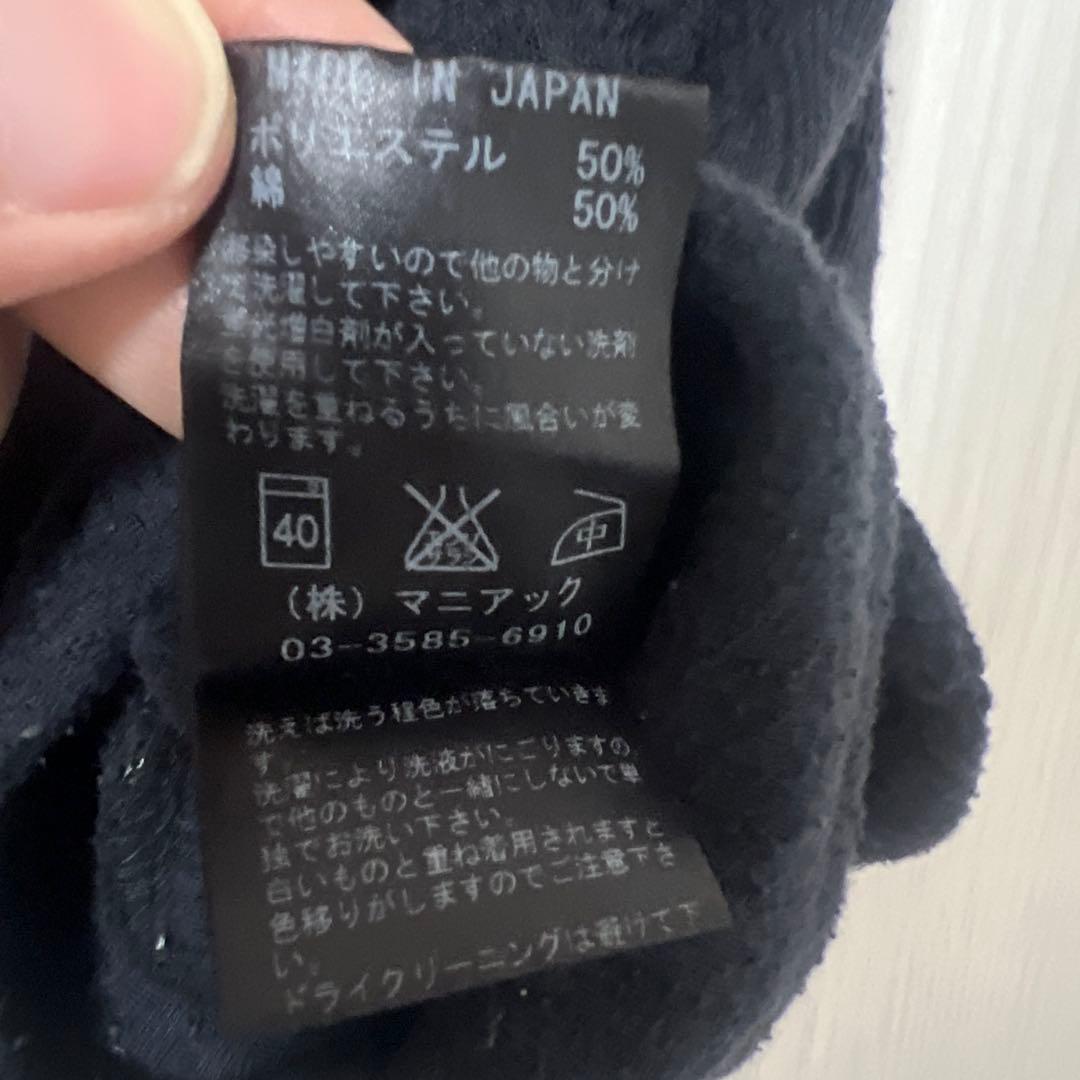 MADE IN JAPAN
ポリエステル 50%
綿 50%
移染しやすいので他の物と分け
て洗濯して下さい。
蛍光増白剤が入っていない洗剤
を使用して下さい。
洗濯を重ねるうちに風合いが変
わります。
40 中
(株) マニアック
03-3585-6910
洗えば洗う程色が落ちていきま
す。
洗濯により洗液がにごりますの
で他のものと一緒にしないで単
独でお洗い下さい。
白いものと重ね着用されますと
色移りがしますのでご注意下さ
い。
ドライクリーニングは避けて下